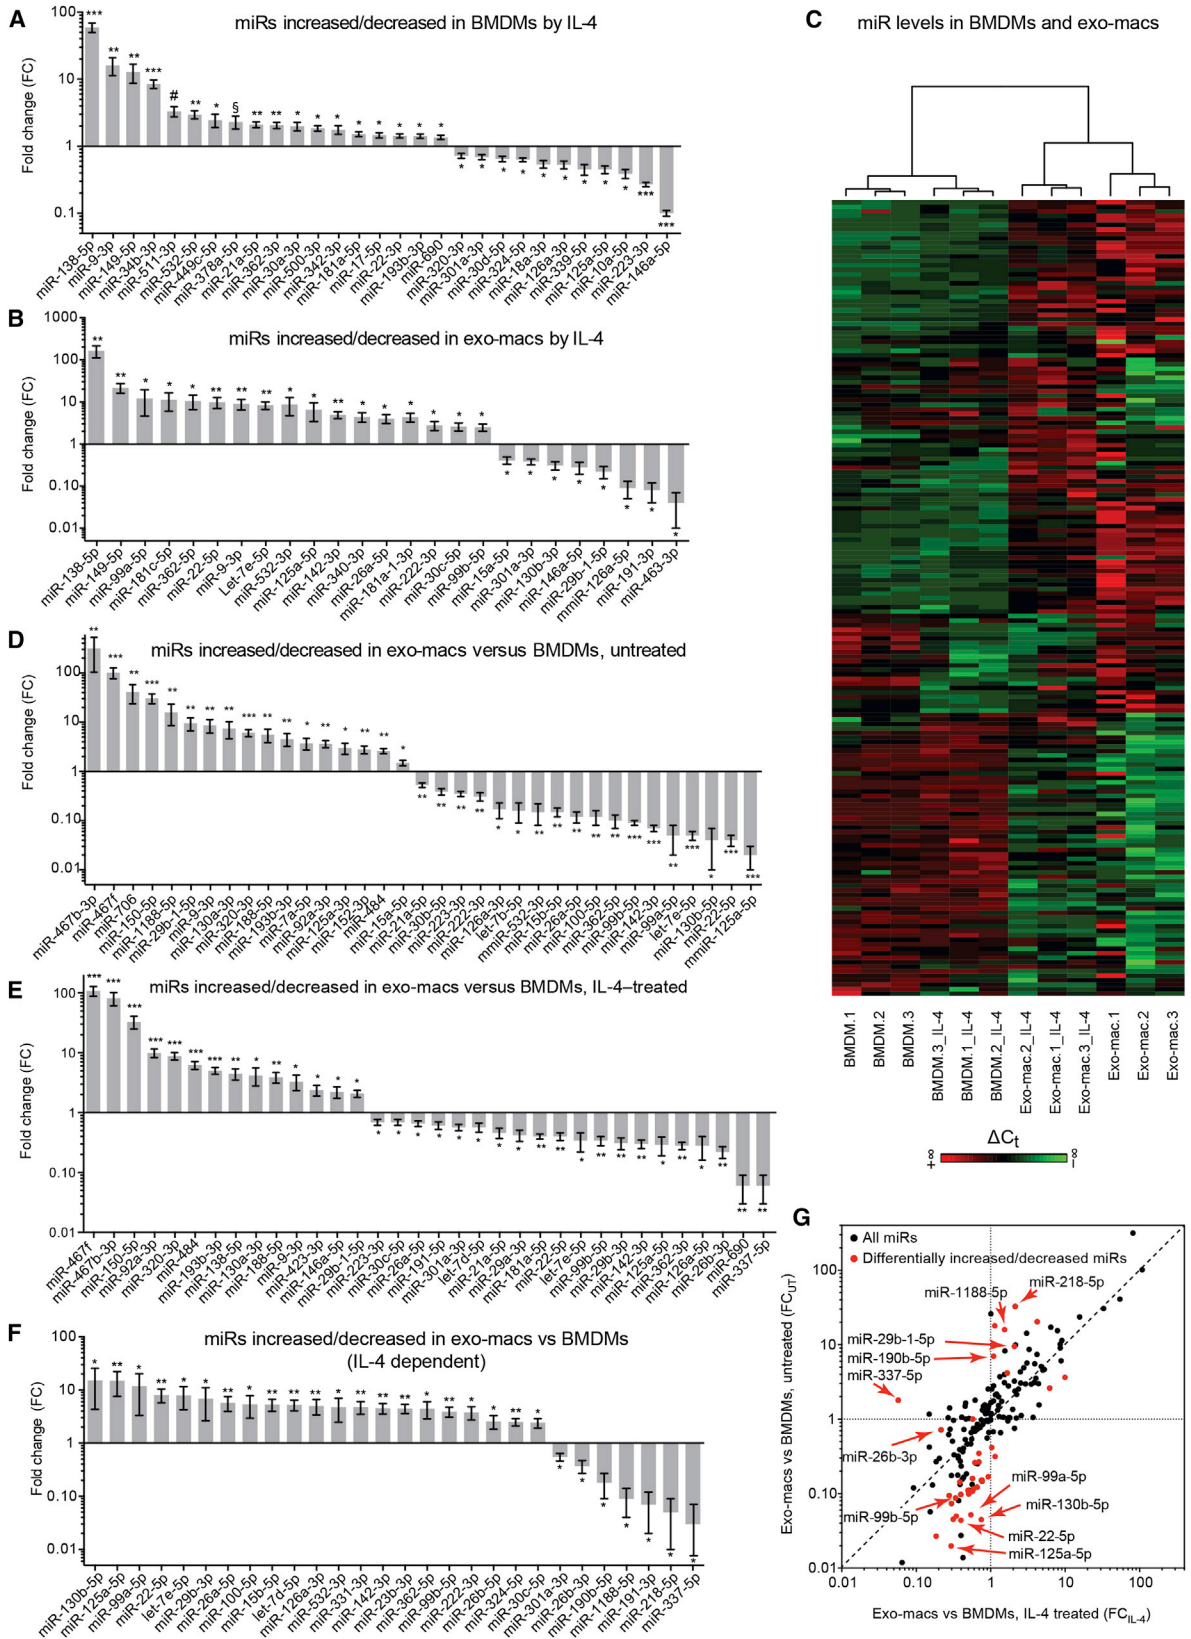 A
miRs increased/decreased in BMDMs by IL-4
Fold change (FC)
100
10
1
0.1
*** ** ** *** # ** * § ** ** * * * * * * * *
* * * * * * * * * *** ***
miR-138-5p
miR-9-3p
miR-149-5p
miR-34b-3p
miR-511-3p
miR-532-5p
miR-449c-5p
miR-378a-5p
miR-21a-5p
miR-362-3p
miR-30a-3p
miR-500-3p
miR-342-3p
miR-181a-5p
miR-17-5p
miR-22-3p
miR-193b-3p
miR-690
miR-320-3p
miR-301a-3p
miR-30d-5p
miR-324-5p
miR-18a-3p
miR-126a-3p
miR-339-5p
miR-125a-5p
miR-10a-5p
miR-223-3p
miR-146a-5p
B
miRs increased/decreased in exo-macs by IL-4
Fold change (FC)
1000
100
10
1
0.10
0.01
** ** * * * ** ** ** * * ** * * * * * *
* * * * * * * *
miR-138-5p
miR-149-5p
miR-99a-5p
miR-181c-5p
miR-362-5p
miR-22-5p
miR-9-3p
Let-7e-5p
miR-532-3p
miR-125a-5p
miR-142-3p
miR-340-3p
miR-26a-5p
miR-181a-1-3p
miR-222-3p
miR-30c-5p
miR-99b-5p
miR-15a-5p
miR-301a-3p
miR-130b-3p
miR-146a-5p
miR-29b-1-5p
mmiR-126a-5p
miR-191-3p
miR-463-3p
D
miRs increased/decreased in exo-macs versus BMDMs, untreated
Fold change (FC)
100
10
1
0.10
0.01
** *** ** *** ** ** ** ** *** ** ** * ** * ** ** *
** ** ** ** * * ** ** ** ** ** *** *** ** *** * *** ***
miR-467b-3p
miR-467f
miR-706
miR-150-5p
miR-1188-5p
miR-29b-1-5p
miR-9-3p
miR-130a-3p
miR-320-3p
miR-188-5p
miR-193b-3p
miR-7a-5p
miR-92a-3p
miR-125a-3p
miR-152-3p
miR-484
miR-15a-5p
miR-21a-5p
miR-30b-5p
miR-223-3p
miR-222-3p
miR-126a-3p
let-7b-5p
miR-532-3p
miR-15b-5p
miR-26a-5p
miR-100-5p
miR-362-5p
miR-99b-5p
miR-142-3p
miR-99a-5p
let-7e-5p
miR-130b-5p
miR-22-5p
mmiR-125a-5p
E
miRs increased/decreased in exo-macs versus BMDMs, IL-4–treated
Fold change (FC)
100
10
1
0.10
0.01
*** *** *** *** *** *** *** ** * ** * * * *
* * * * * * * * ** ** * ** ** ** * ** * ** ** **
miR-467f
miR-467b-3p
miR-150-5p
miR-92a-3p
miR-320-3p
miR-484
miR-193b-3p
miR-138-5p
miR-130a-3p
miR-188-5p
miR-9-3p
miR-423-3p
miR-146a-5p
miR-29b-1-5p
miR-223-3p
miR-30c-5p
miR-26a-5p
miR-191-5p
miR-301a-3p
let-7d-5p
miR-11a-5p
miR-29a-3p
miR-181a-5p
miR-22-5p
let-7e-5p
miR-99b-5p
miR-29b-3p
miR-142-3p
miR-125a-5p
miR-362-3p
miR-126a-5p
miR-26b-3p
miR-690
miR-337-5p
F
miRs increased/decreased in exo-macs vs BMDMs
(IL-4 dependent)
Fold change (FC)
100
10
1
0.10
0.01
* ** * ** * * ** * ** ** ** * ** ** ** * ** * * ** **
* * * * * * *
miR-130b-5p
miR-125a-5p
miR-99a-5p
miR-22-5p
let-7e-5p
miR-29b-3p
miR-26a-5p
miR-100-5p
miR-15b-5p
let-7d-5p
miR-126a-3p
miR-532-3p
miR-331-3p
miR-142-3p
miR-23b-3p
miR-362-5p
miR-99b-5p
miR-222-3p
miR-26b-5p
miR-324-5p
miR-30c-5p
miR-301a-3p
miR-26b-3p
miR-190b-5p
miR-1188-5p
miR-191-3p
miR-218-5p
miR-337-5p
C
miR levels in BMDMs and exo-macs
BMDM.1
BMDM.2
BMDM.3
BMDM.3_IL-4
BMDM.1_IL-4
BMDM.2_IL-4
Exo-mac.2_IL-4
Exo-mac.1_IL-4
Exo-mac.3_IL-4
Exo-mac.1
Exo-mac.2
Exo-mac.3
ΔCt
+∞
−∞
G
All miRs
Differentially increased/decreased miRs
miR-218-5p
miR-1188-5p
miR-29b-1-5p
miR-190b-5p
miR-337-5p
miR-26b-3p
miR-99a-5p
miR-130b-5p
miR-99b-5p
miR-22-5p
miR-125a-5p
Exo-macs vs BMDMs, untreated (FCUT)
100
10
1
0.10
0.01
0.01 0.10 1 10 100
Exo-macs vs BMDMs, IL-4 treated (FCIL-4)